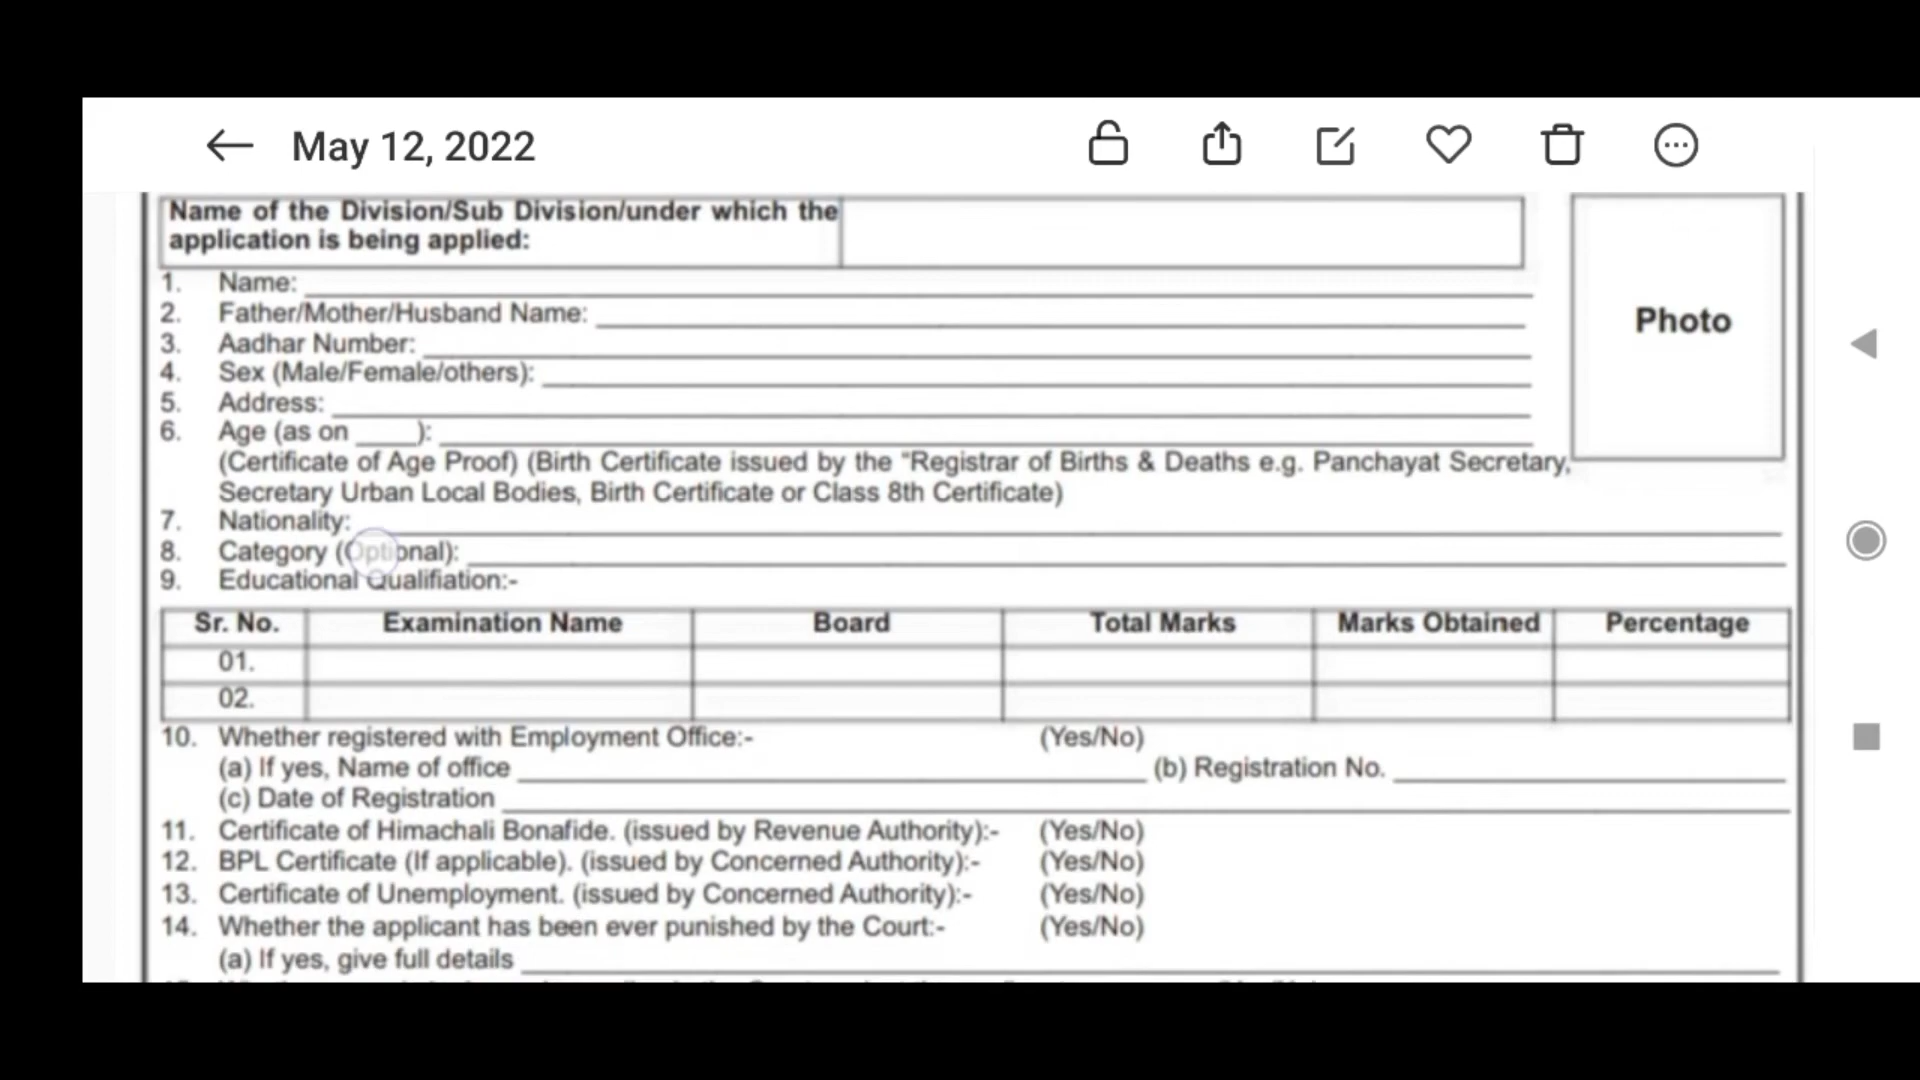 May 12, 2022
Name of the Division/Sub Division/under which the
application is being applied:
Photo
1. Name:
2. Father/Mother/Husband Name:
3. Aadhar Number:
4. Sex (Male/Female/others):
5. Address:
6. Age (as on ____):
(Certificate of Age Proof) (Birth Certificate issued by the “Registrar of Births & Deaths e.g. Panchayat Secretary,
Secretary Urban Local Bodies, Birth Certificate or Class 8th Certificate)
7. Nationality:
8. Category (Optional):
9. Educational Qualifiation:-
Sr. No. Examination Name Board Total Marks Marks Obtained Percentage
01.
02.
10. Whether registered with Employment Office:- (Yes/No)
(a) If yes, Name of office (b) Registration No.
(c) Date of Registration
11. Certificate of Himachali Bonafide. (issued by Revenue Authority):- (Yes/No)
12. BPL Certificate (If applicable). (issued by Concerned Authority):- (Yes/No)
13. Certificate of Unemployment. (issued by Concerned Authority):- (Yes/No)
14. Whether the applicant has been ever punished by the Court:- (Yes/No)
(a) If yes, give full details